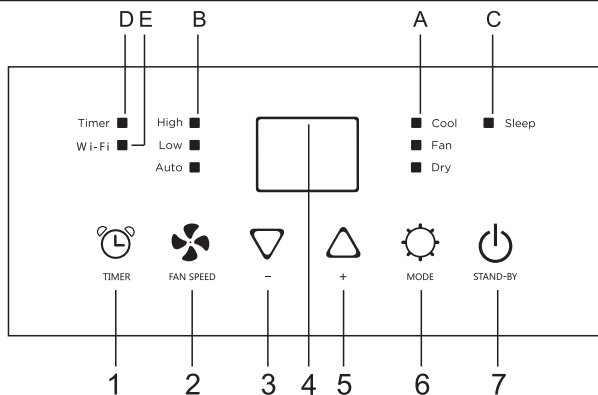 D E B A C
Timer High Cool Sleep
Wi-Fi Low Fan
Auto Dry
TIMER FAN SPEED – + MODE STAND-BY
1 2 3 4 5 6 7